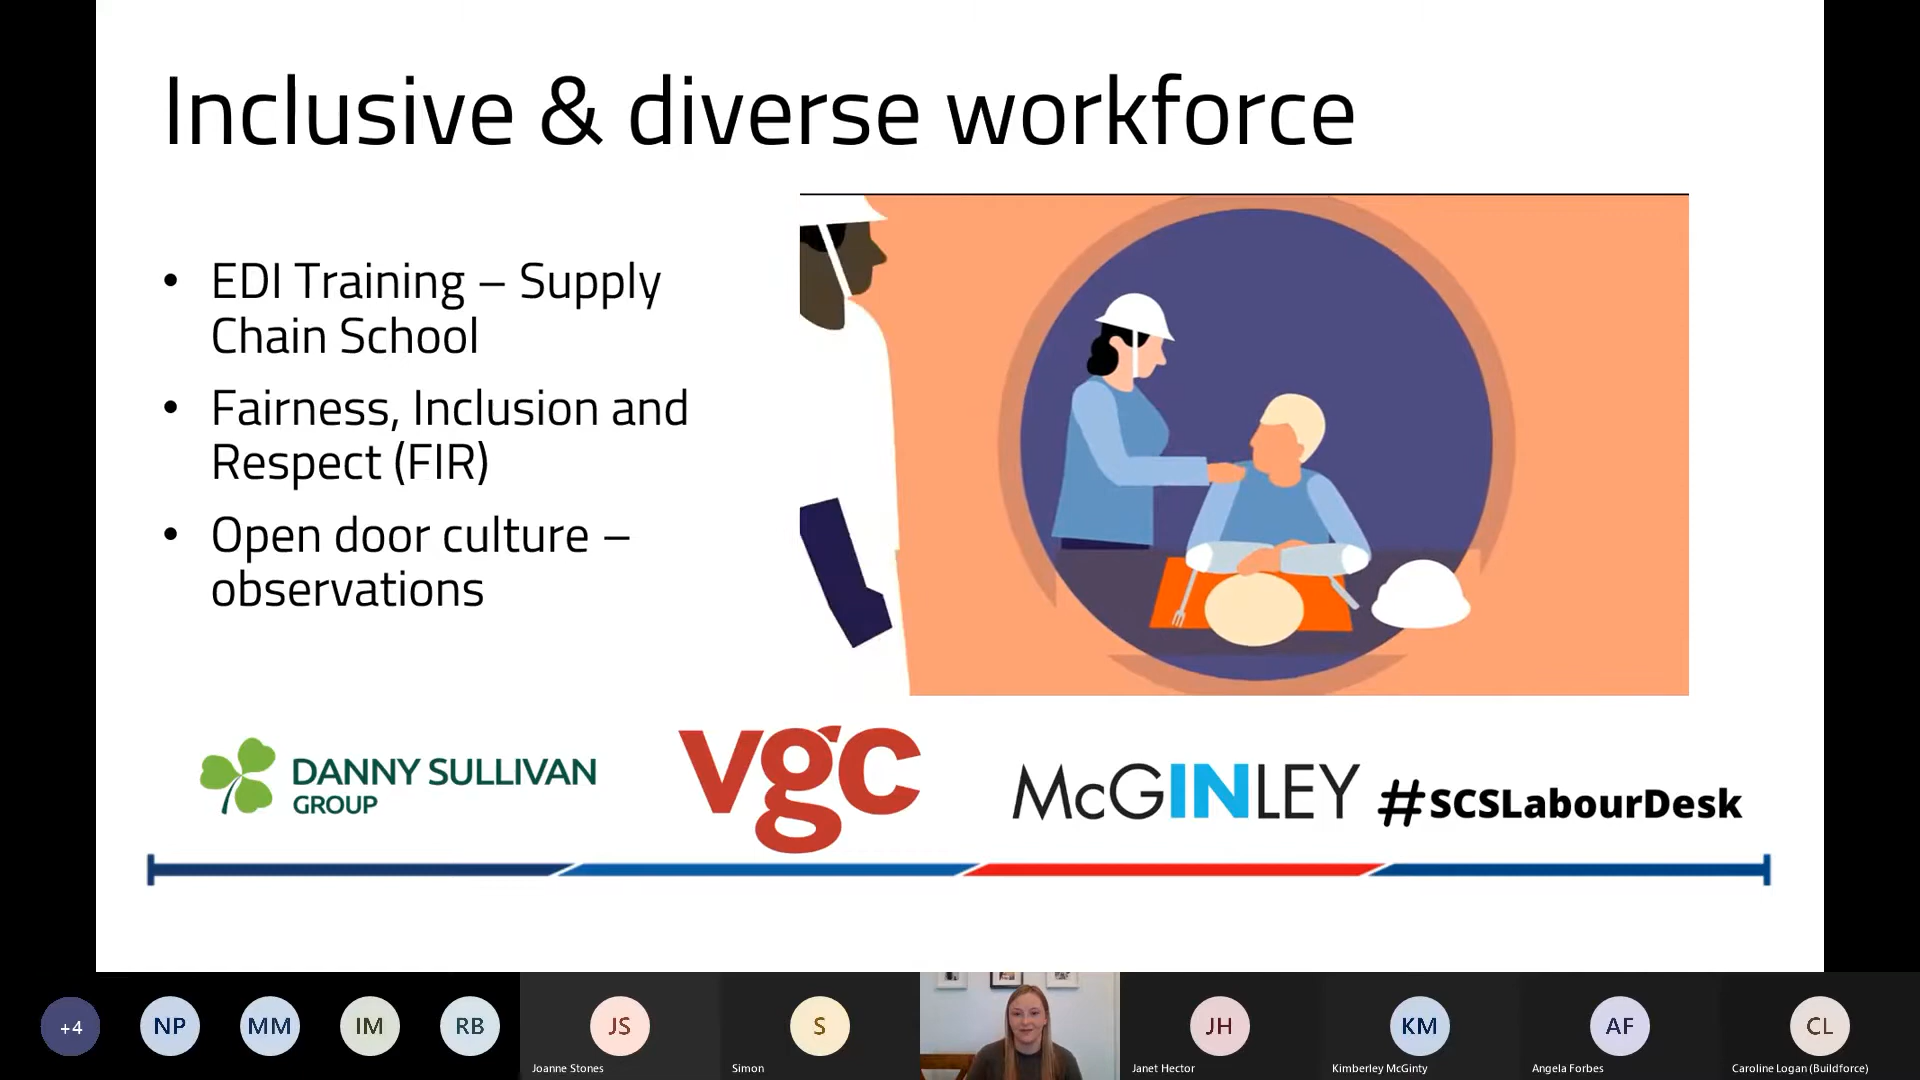 Inclusive & diverse workforce
• EDI Training – Supply
Chain School
• Fairness, Inclusion and
Respect (FIR)
• Open door culture –
observations
DANNY SULLIVAN
GROUP
vgc
McGINLEY
#SCSLabourDesk
+4
NP
MM
IM
RB
JS
Joanne Stones
S
Simon
JH
Janet Hector
KM
Kimberley McGinty
AF
Angela Forbes
CL
Caroline Logan (Buildforce)